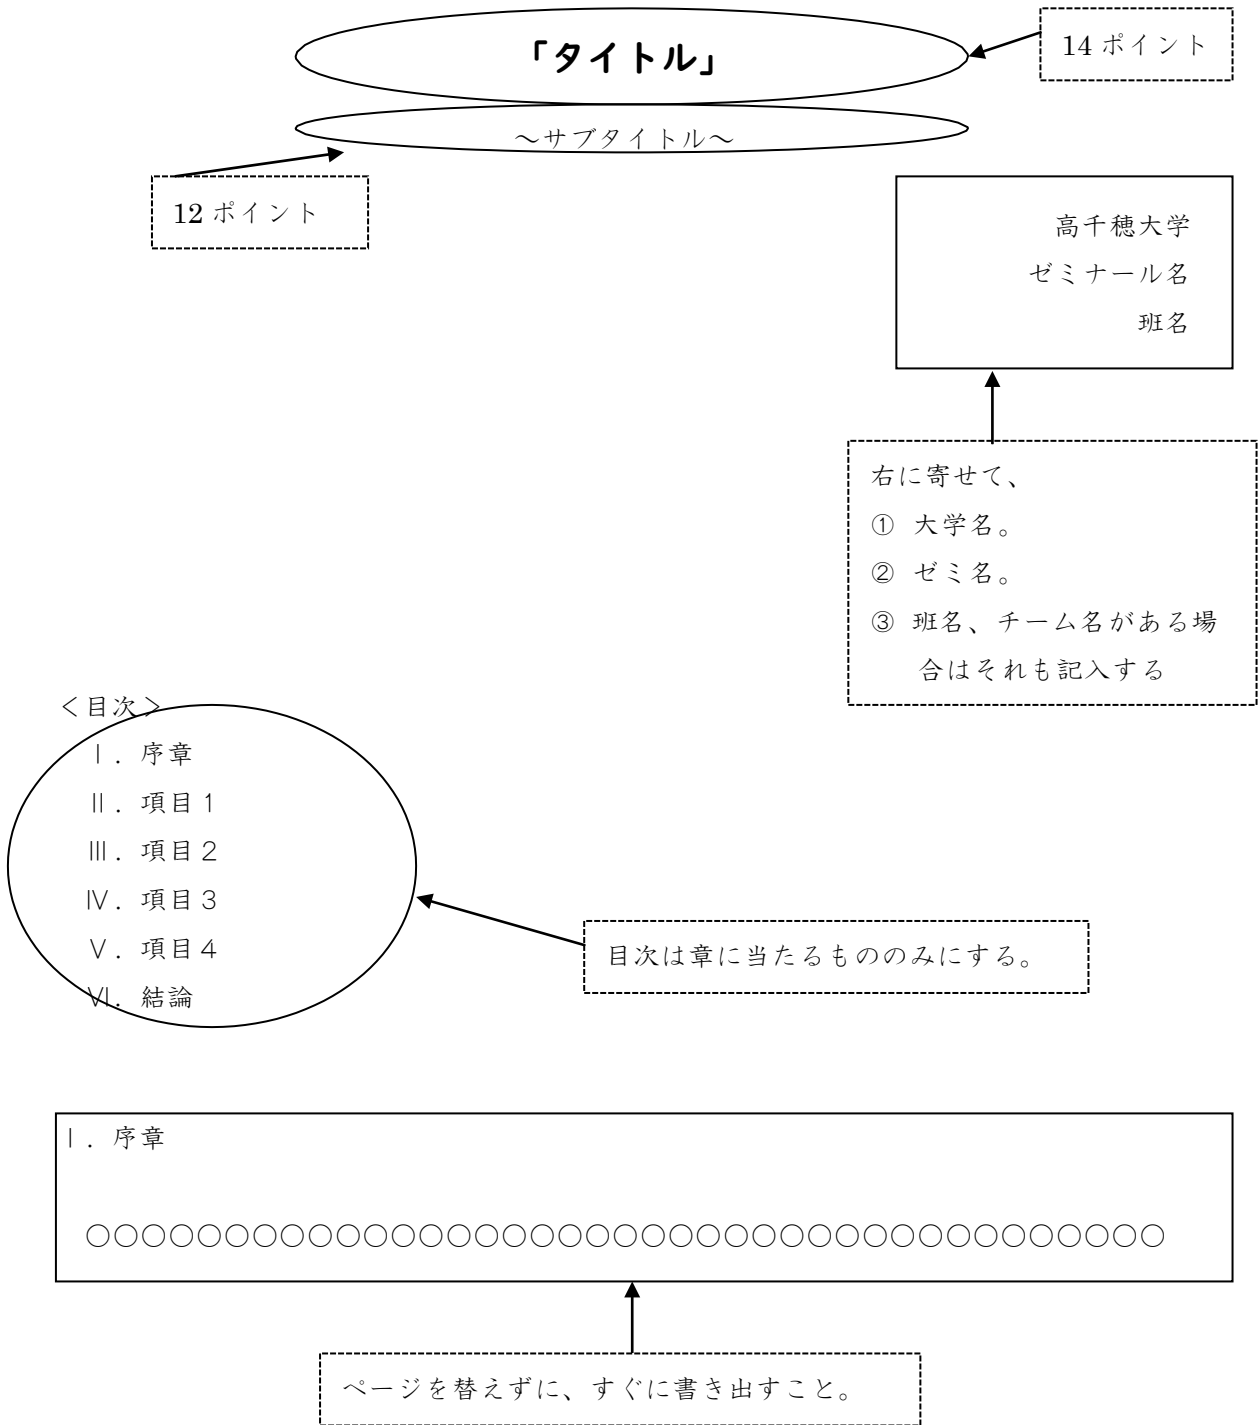 「タイトル」
14 ポイント
～サブタイトル～
12 ポイント
高千穂大学
ゼミナール名
班名
右に寄せて、
① 大学名。
② ゼミ名。
③ 班名、チーム名がある場
合はそれも記入する
＜目次＞
Ⅰ．序章
Ⅱ．項目１
Ⅲ．項目２
Ⅳ．項目３
Ⅴ．項目４
Ⅵ．結論
目次は章に当たるもののみにする。
Ⅰ．序章
○○○○○○○○○○○○○○○○○○○○○○○○○○○○○○○○○○○○○○○
ページを替えずに、すぐに書き出すこと。